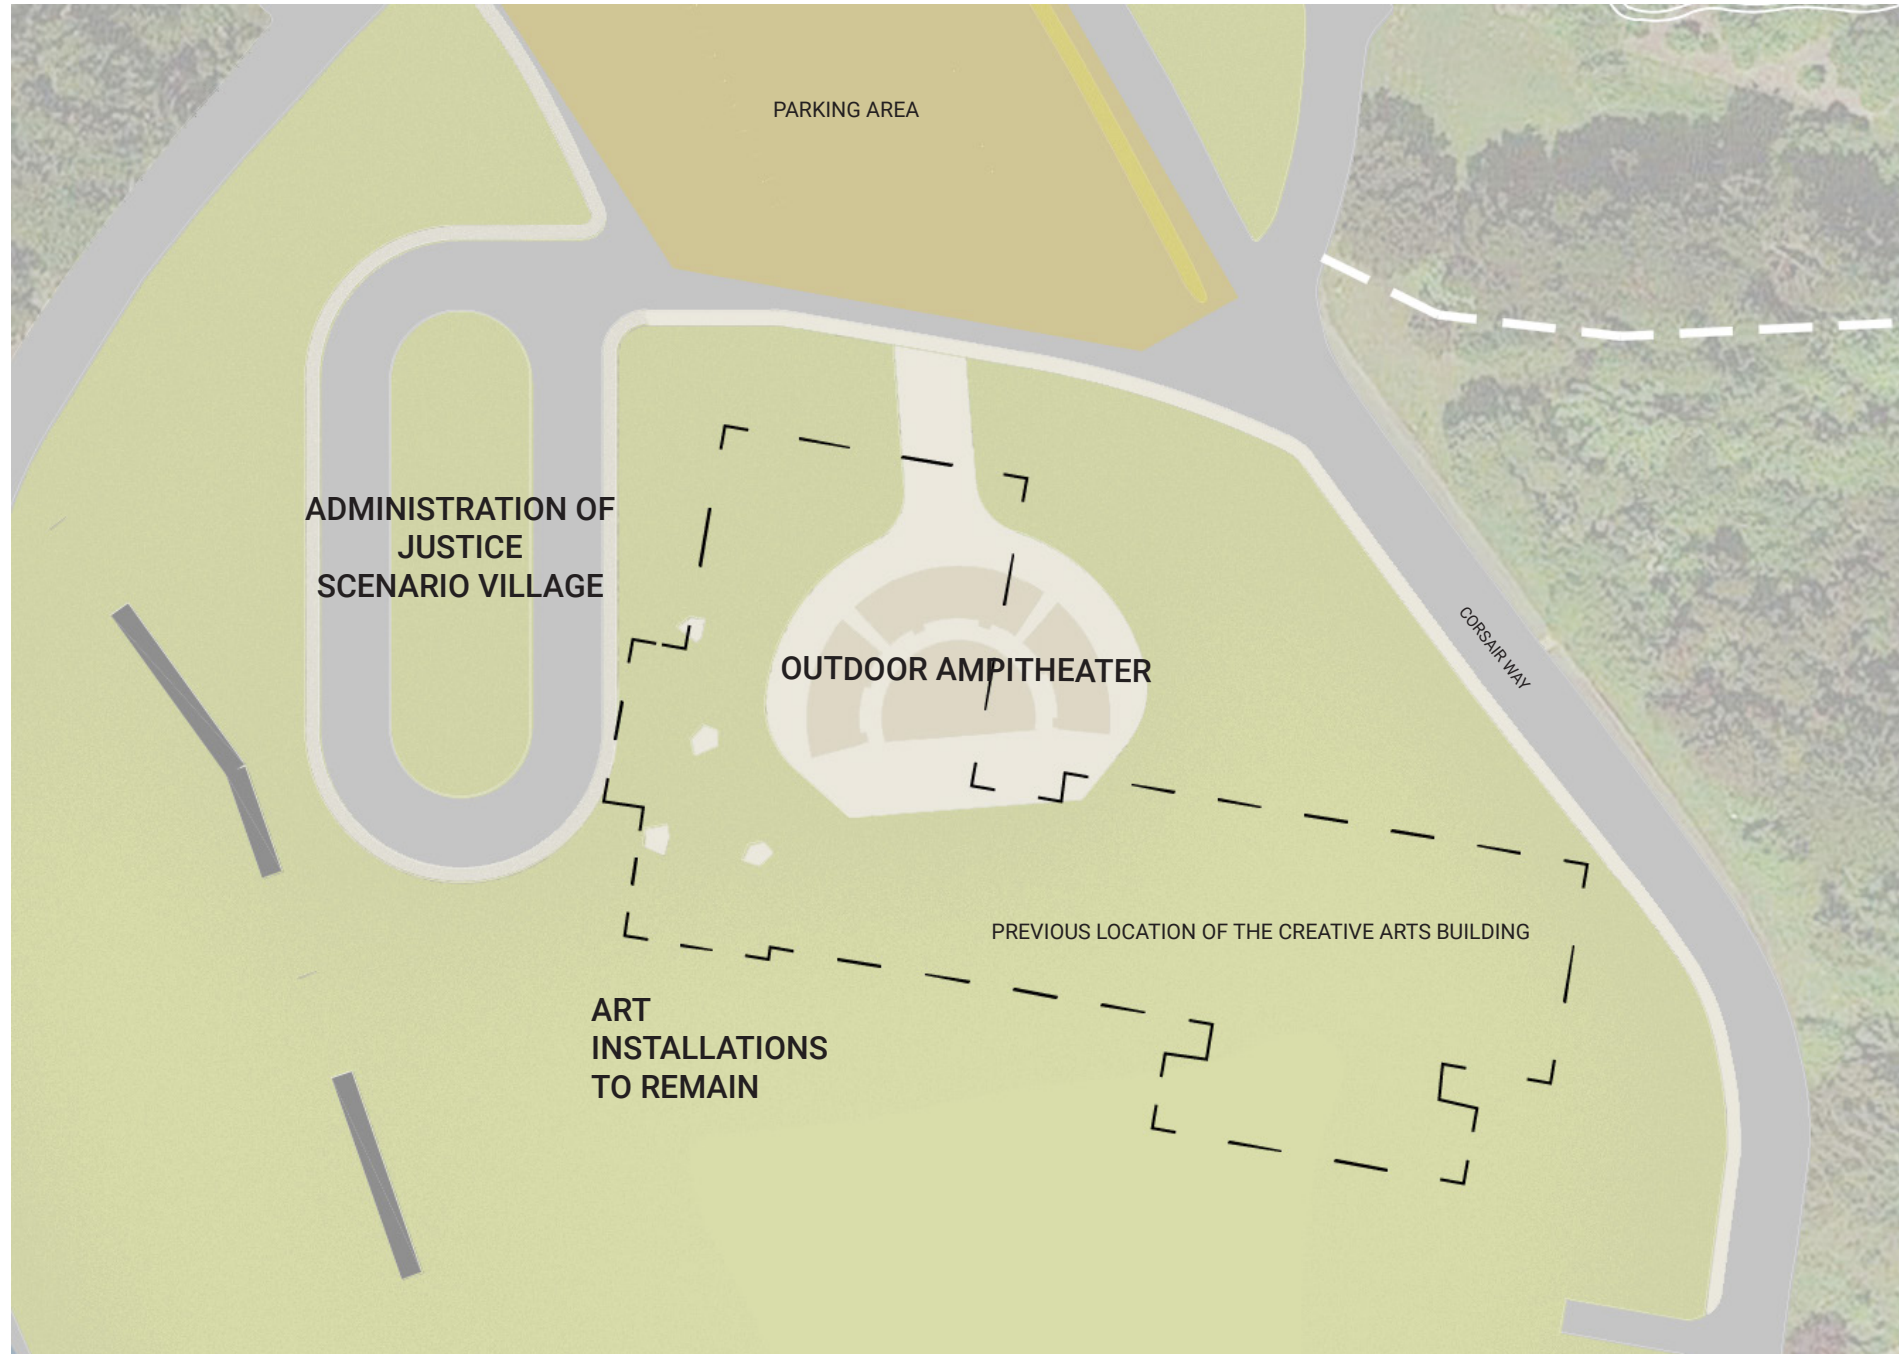 PARKING AREA
ADMINISTRATION OF
JUSTICE
SCENARIO VILLAGE
OUTDOOR AMPITHEATER
CORSAIR WAY
PREVIOUS LOCATION OF THE CREATIVE ARTS BUILDING
ART
INSTALLATIONS
TO REMAIN